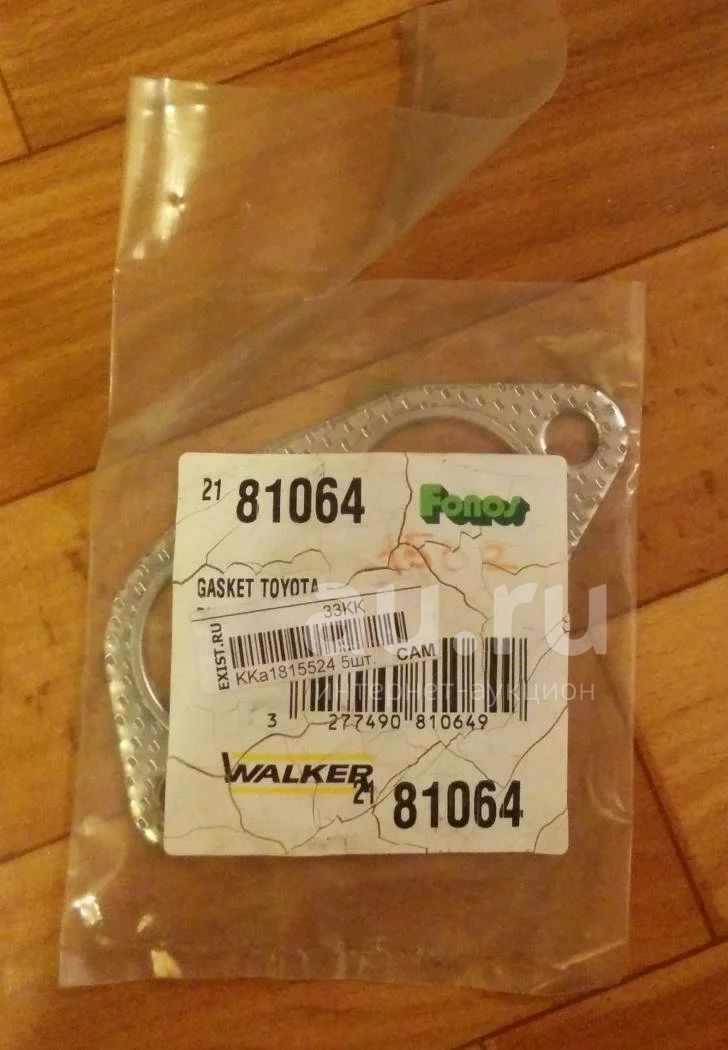 21 81064
Fonos
1502
GASKET TOYOTA
33KK
EXIST.RU
KKa1815524 5шт.
CAM
3 277490 810649
WALKER
21 81064
au.ru
интернет-аукцион